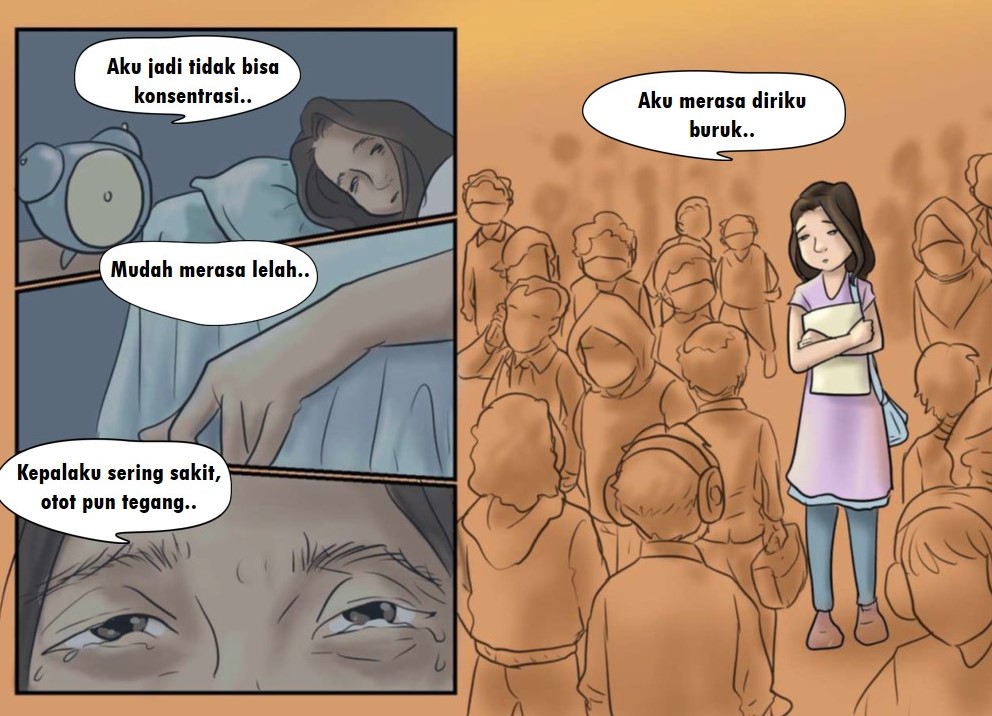 Aku jadi tidak bisa
konsentrasi..
Mudah merasa lelah..
Kepalaku sering sakit,
otot pun tegang..
Aku merasa diriku
buruk..